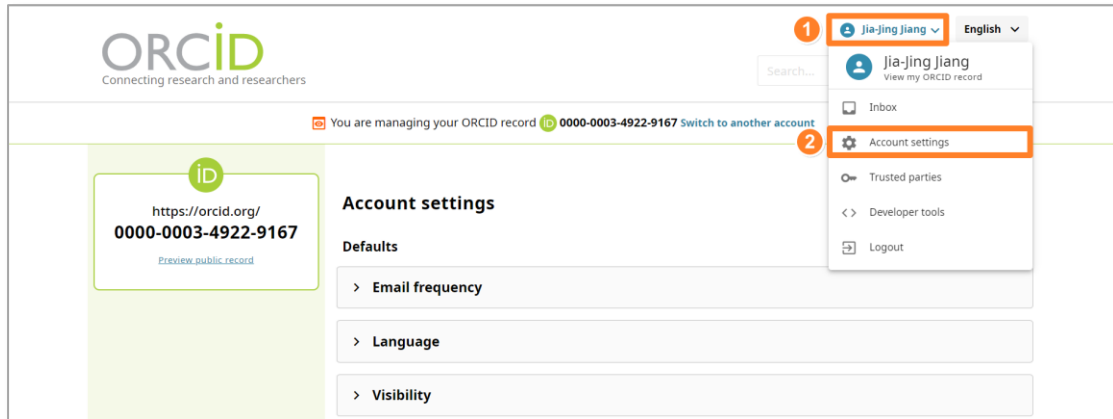 ORCiD
Connecting research and researchers
1
Jia-Jing Jiang
English
Search...
Jia-Jing Jiang
View my ORCID record
Inbox
You are managing your ORCID record iD 0000-0003-4922-9167 Switch to another account
2
Account settings
Trusted parties
Developer tools
Logout
iD
https://orcid.org/
0000-0003-4922-9167
Preview public record
Account settings
Defaults
Email frequency
Language
Visibility